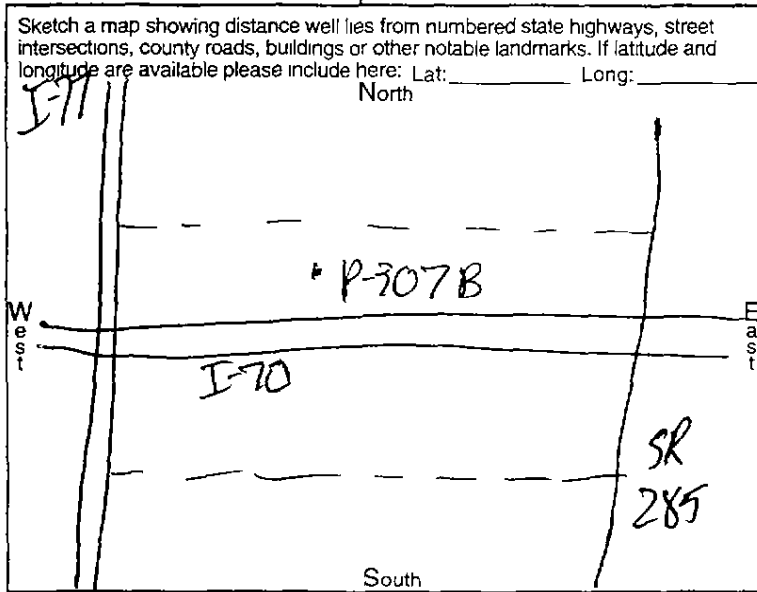 Sketch a map showing distance well lies from numbered state highways, street
intersections, county roads, buildings or other notable landmarks. If latitude and
longitude are available please include here: Lat:__________ Long:__________
North
I-77
P-307B
West
East
I-70
SR
285
South